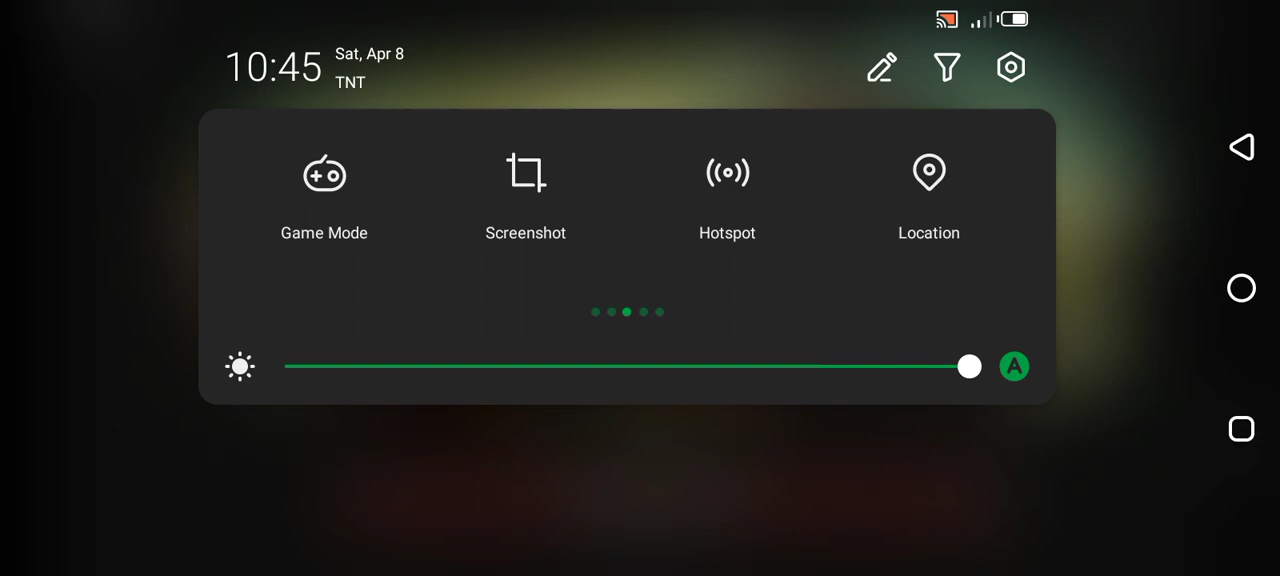 10:45
Sat, Apr 8
TNT
Game Mode
Screenshot
Hotspot
Location
A